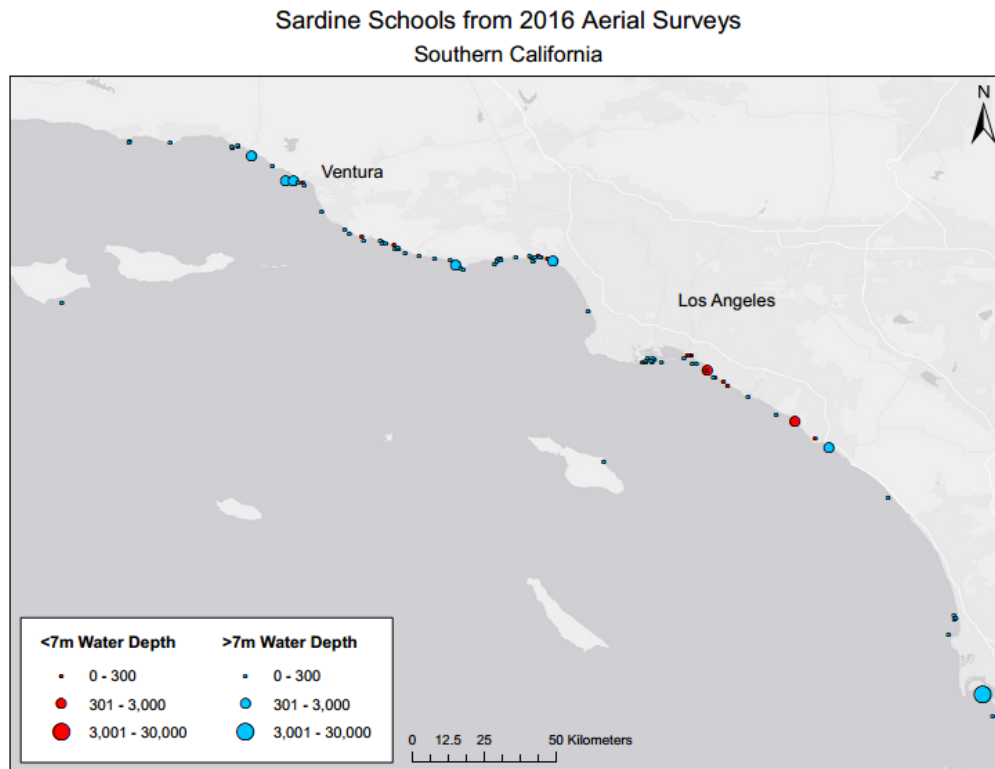 Sardine Schools from 2016 Aerial Surveys
Southern California
N
Ventura
Los Angeles
<7m Water Depth >7m Water Depth
0 - 300 0 - 300
301 - 3,000 301 - 3,000
3,001 - 30,000 3,001 - 30,000
0 12.5 25 50 Kilometers